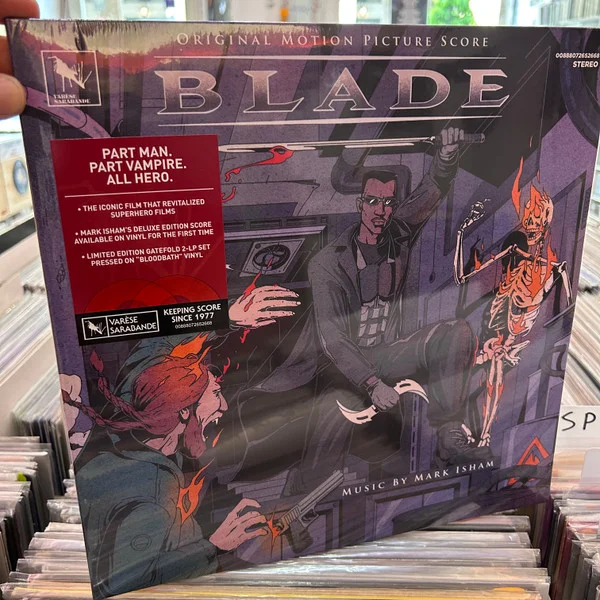 ORIGINAL MOTION PICTURE SCORE
BLADE
00888072652668
STEREO
VARÈSE
SARABANDE
PART MAN.
PART VAMPIRE.
ALL HERO.
• THE ICONIC FILM THAT REVITALIZED
SUPERHERO FILMS
• MARK ISHAM'S DELUXE EDITION SCORE
AVAILABLE ON VINYL FOR THE FIRST TIME
• LIMITED EDITION GATEFOLD 2-LP SET
PRESSED ON "BLOODBATH" VINYL
VARÈSE
SARABANDE
KEEPING SCORE
SINCE 1977
00888072652668
MUSIC BY MARK ISHAM
SP